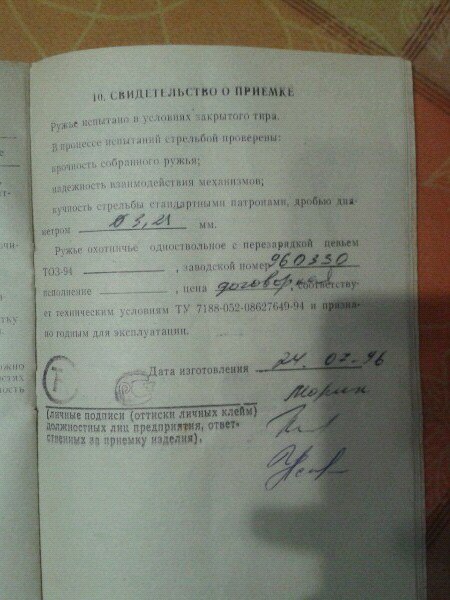 10. СВИДЕТЕЛЬСТВО О ПРИЕМКЕ
Ружье испытано в условиях закрытого тира.
В процессе испытаний стрельбой проверены:
прочность собранного ружья;
надежность взаимодействия механизмов;
кучность стрельбы стандартными патронами, дробью диа-
метром 3,25 мм.
Ружье охотничье одноствольное с перезарядкой цевьем
ТОЗ-94 , заводской номер 960330
исполнение , цена договорная, соответству-
ет техническим условиям ТУ 7188-052-08627649-94 и призна-
но годным для эксплуатации.
Дата изготовления 24. 07. 96
(личные подписи (оттиски личных клейм)
должностных лиц предприятия, ответ-
ственных за приемку изделия).